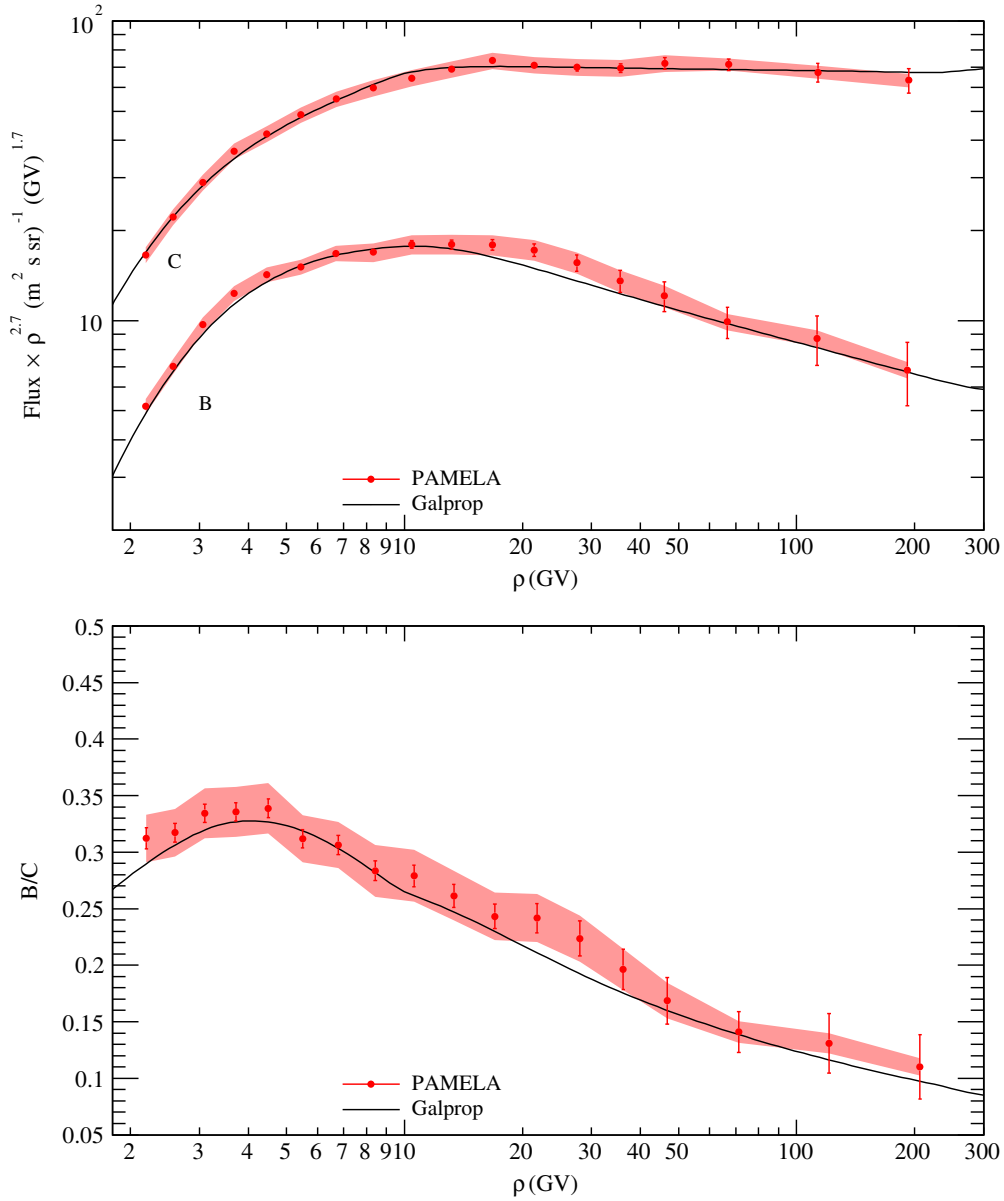 10^2
10
Flux × ρ^2.7 (m^2 s sr)^-1 (GV)^1.7
C
B
PAMELA
Galprop
2 3 4 5 6 7 8 9 10 20 30 40 50 100 200 300
ρ (GV)
0.5
0.45
0.4
0.35
0.3
0.25
0.2
0.15
0.1
0.05
B/C
PAMELA
Galprop
2 3 4 5 6 7 8 9 10 20 30 40 50 100 200 300
ρ (GV)